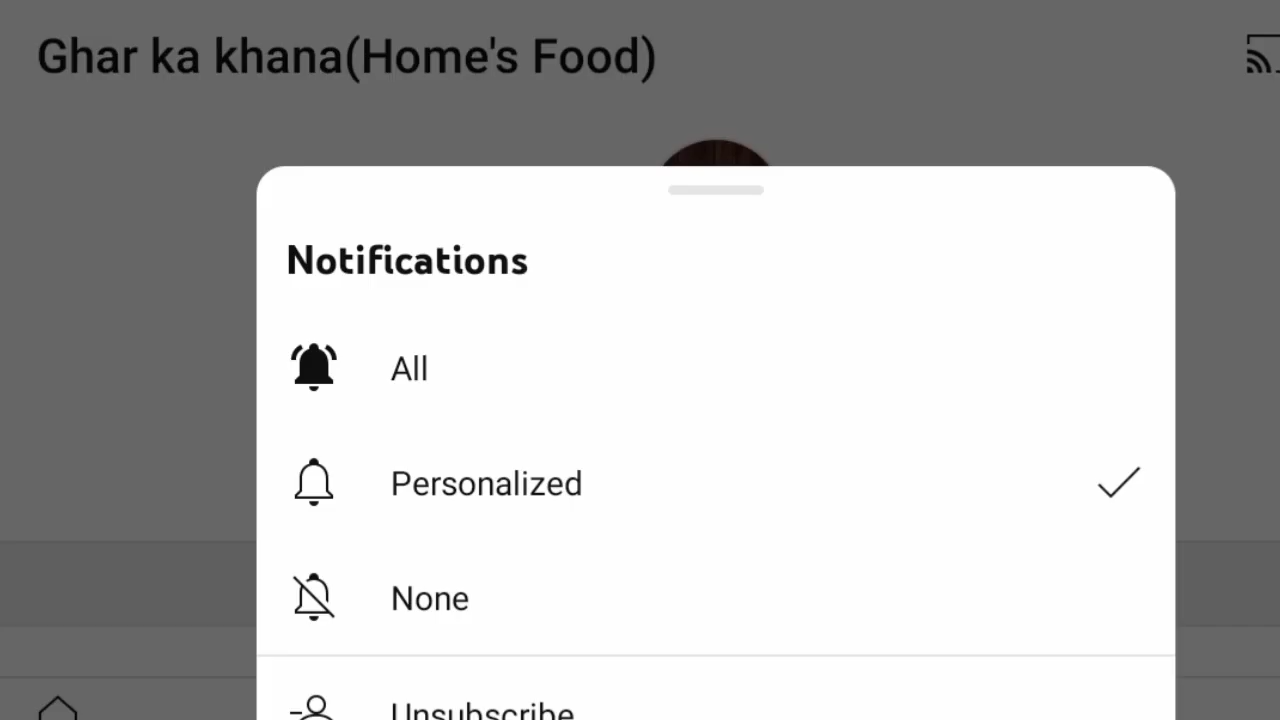 Ghar ka khana(Home's Food)
Notifications
All
Personalized
None
Unsubscribe